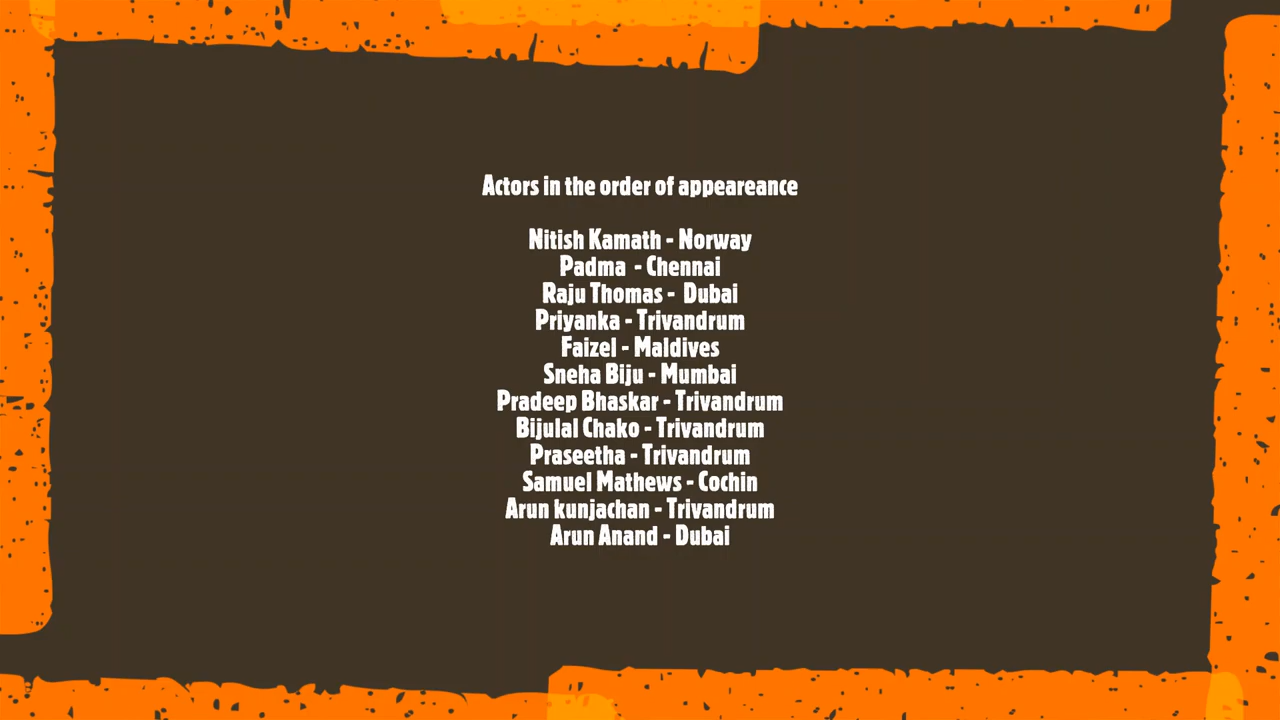 Actors in the order of appeareance
Nitish Kamath - Norway
Padma - Chennai
Raju Thomas - Dubai
Priyanka - Trivandrum
Faizel - Maldives
Sneha Biju - Mumbai
Pradeep Bhaskar - Trivandrum
Bijulal Chako - Trivandrum
Praseetha - Trivandrum
Samuel Mathews - Cochin
Arun kunjachan - Trivandrum
Arun Anand - Dubai